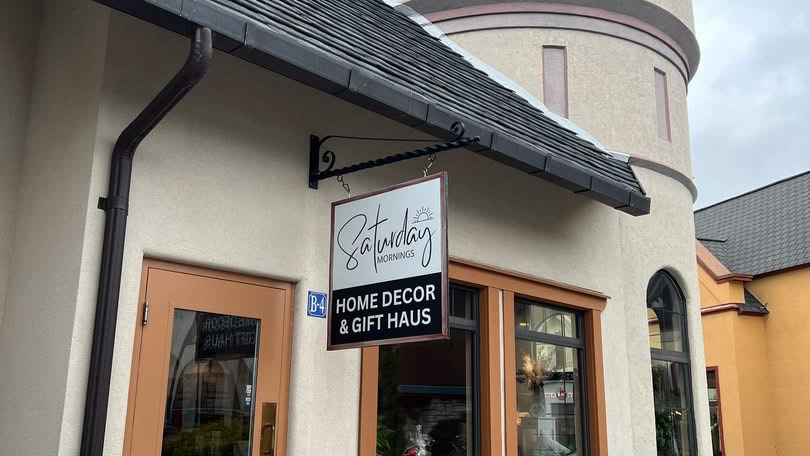 Saturday
MORNINGS
HOME DECOR
& GIFT HAUS
B-4